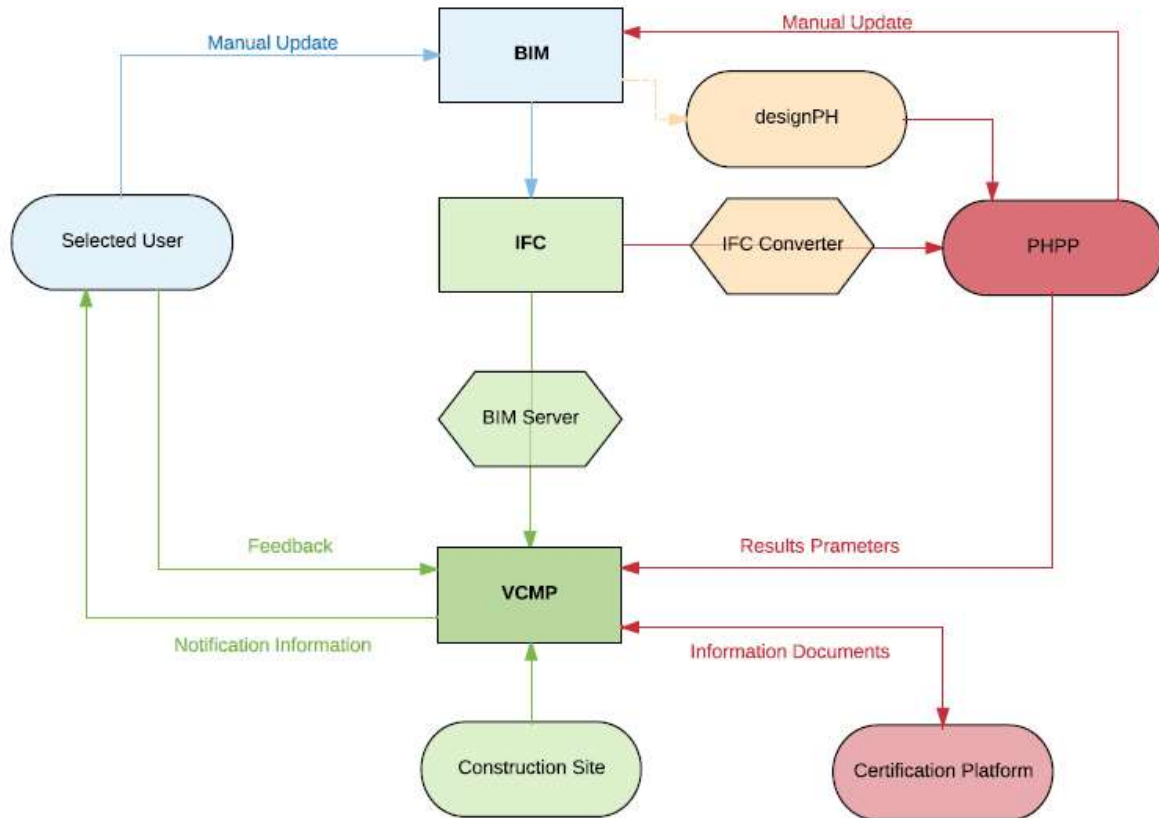 Manual Update
BIM
Manual Update
designPH
Selected User
IFC
IFC Converter
PHPP
BIM Server
Feedback
Results Prameters
VCMP
Notification Information
Information Documents
Construction Site
Certification Platform